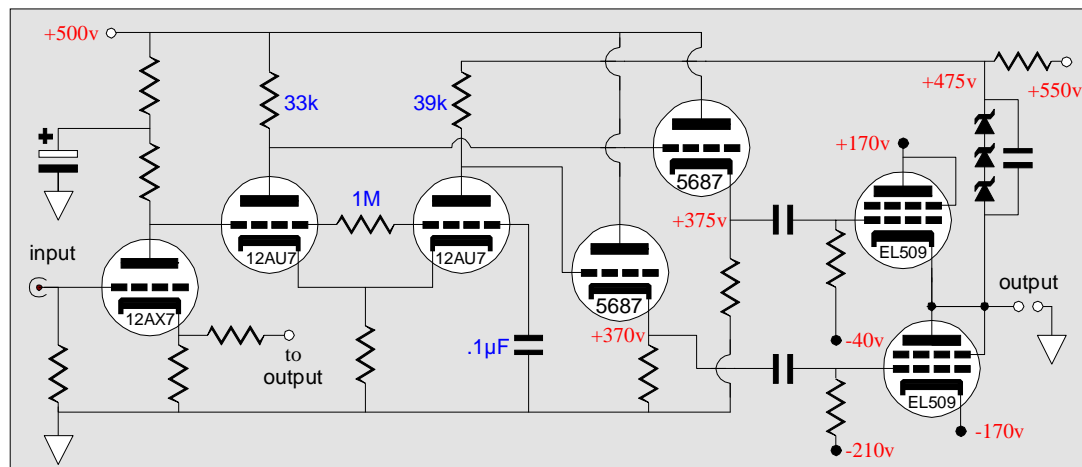 +500v
33k
39k
+475v
+550v
+
+170v
5687
1M
+375v
EL509
input
12AU7
12AU7
output
5687
12AX7
+370v
to
output
.1µF
-40v
EL509
-210v
-170v